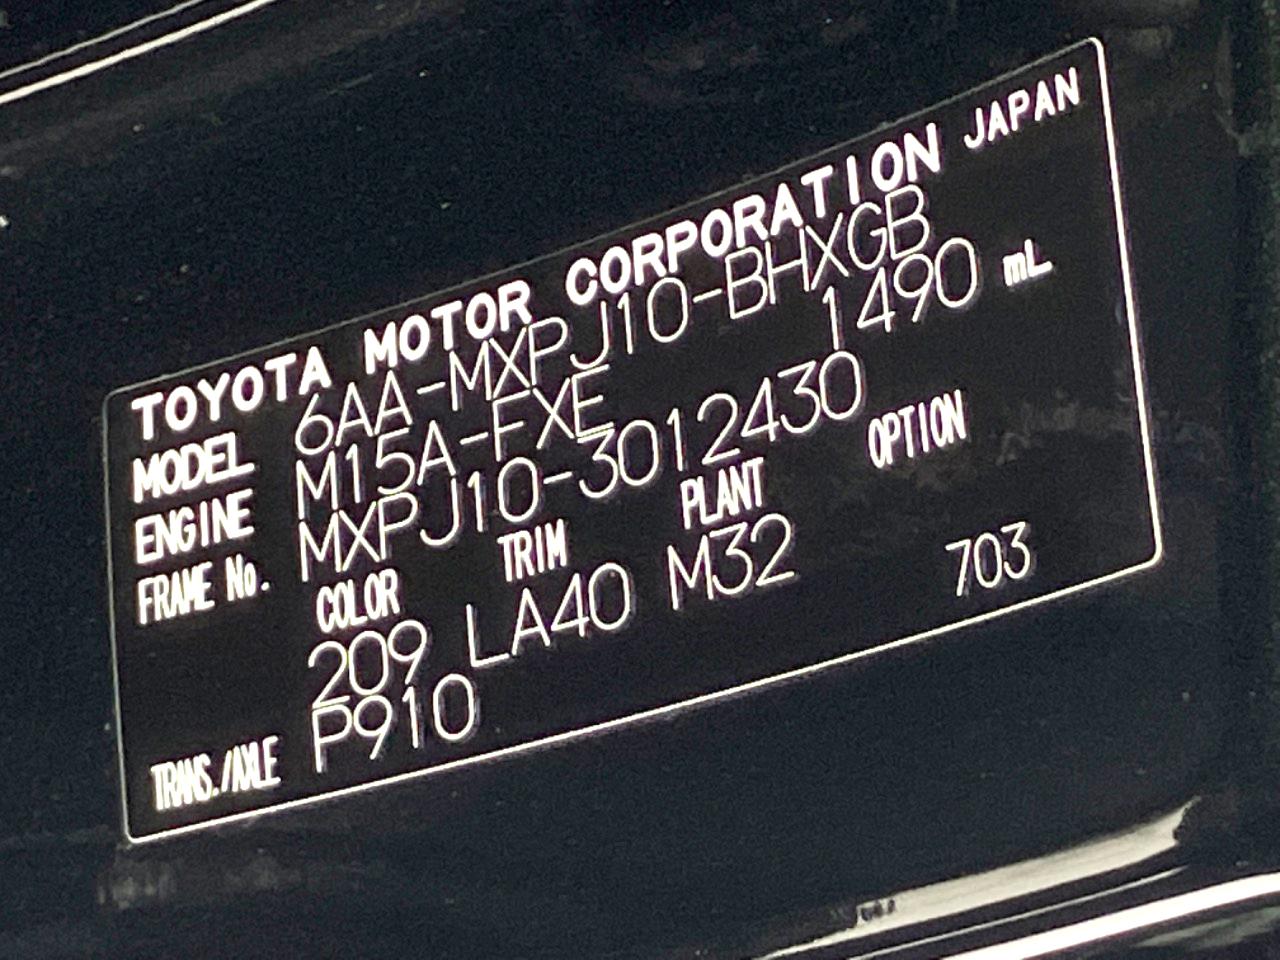 TOYOTA MOTOR CORPORATION JAPAN
MODEL 6AA-MXPJ10-BHXGB
ENGINE M15A-FXE 1490 mL
FRAME No. MXPJ10-3012430
COLOR TRIM PLANT OPTION
209 LA40 M32 703
TRANS./AXLE P910